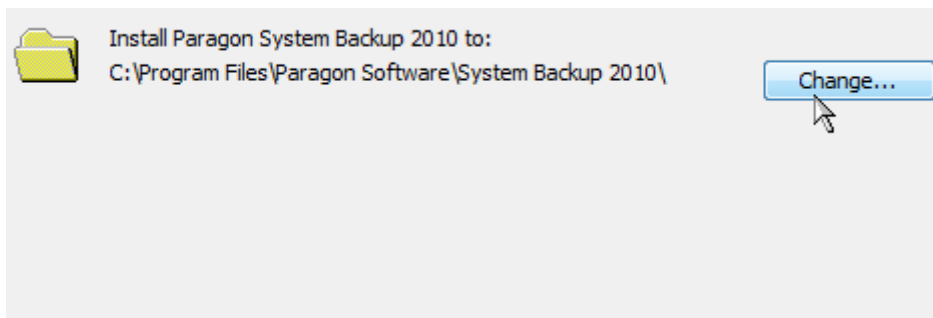 Install Paragon System Backup 2010 to:
C:\Program Files\Paragon Software\System Backup 2010\
Change...